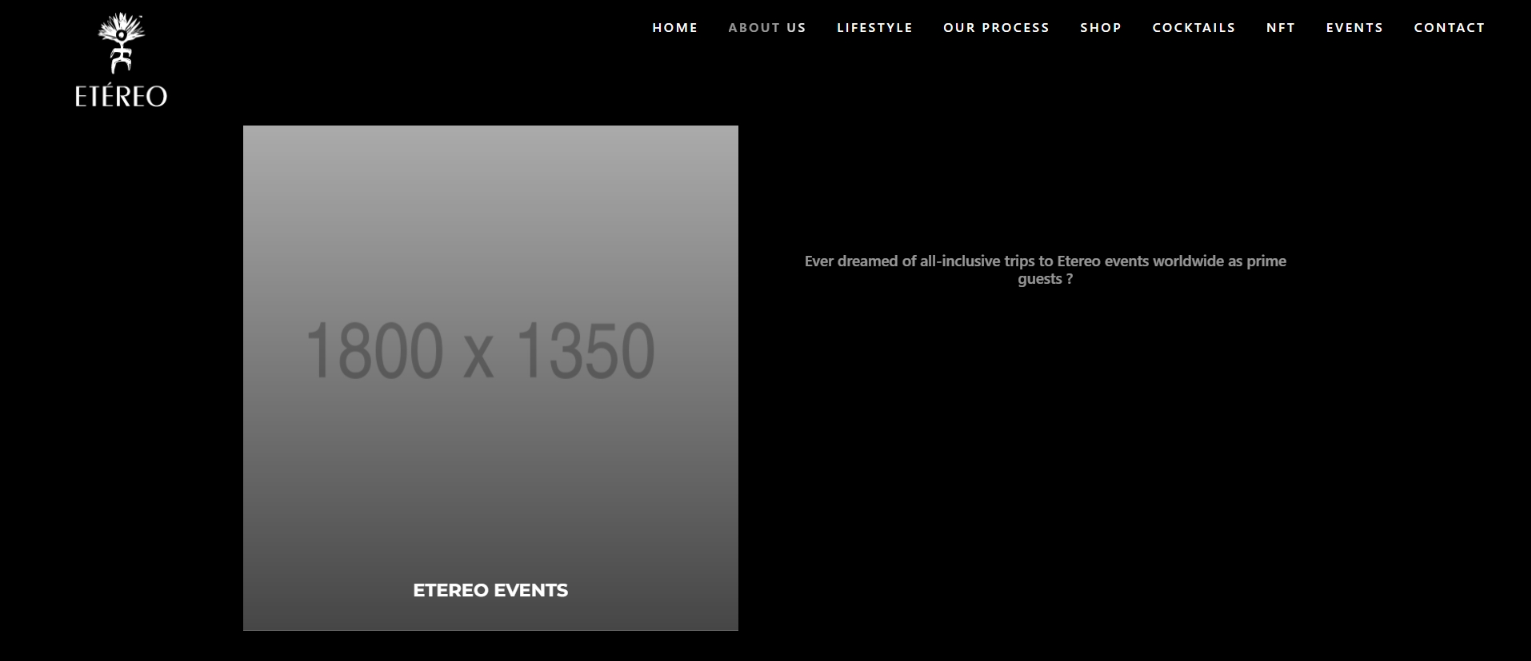 HOME ABOUT US LIFESTYLE OUR PROCESS SHOP COCKTAILS NFT EVENTS CONTACT
ETÉREO
1800 x 1350
ETEREO EVENTS
Ever dreamed of all-inclusive trips to Etereo events worldwide as prime
guests ?